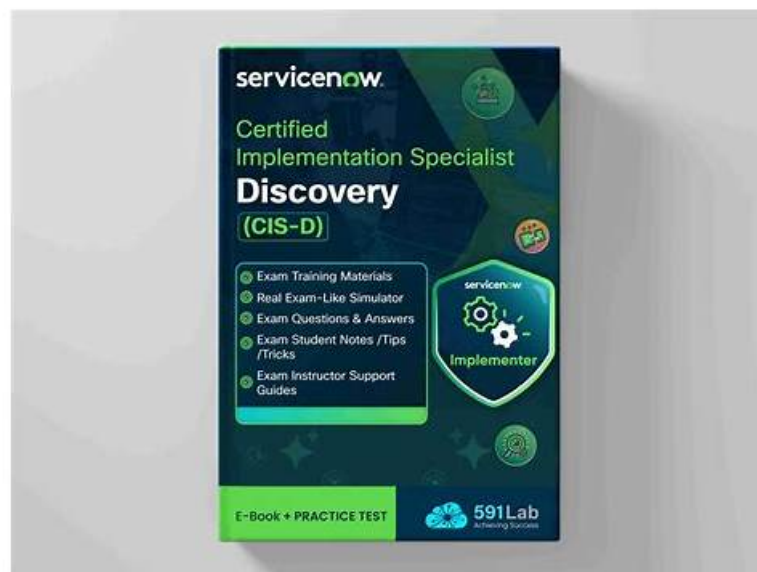 servicenow.
Certified
Implementation Specialist
Discovery
(CIS-D)
Exam Training Materials
Real Exam-Like Simulator
Exam Questions & Answers
Exam Student Notes /Tips
/Tricks
Exam Instructor Support
Guides
servicenow
Implementer
E-Book + PRACTICE TEST
591Lab
Achieving Success